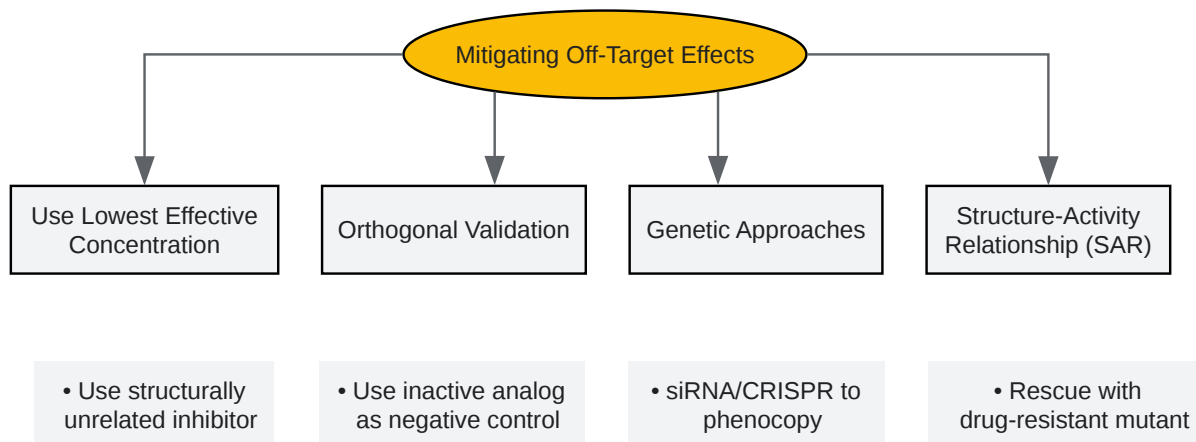 Mitigating Off-Target Effects
Use Lowest Effective
Concentration
Orthogonal Validation
Genetic Approaches
Structure-Activity
Relationship (SAR)
• Use structurally
unrelated inhibitor
• Use inactive analog
as negative control
• siRNA/CRISPR to
phenocopy
• Rescue with
drug-resistant mutant